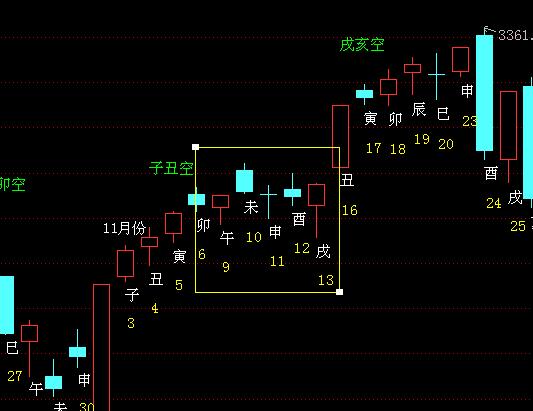 戌亥空
3361.
寅
卯
辰
巳
申
17
18
19
20
23
酉
戌
24
25
子丑空
丑
16
卯空
11月份
子
丑
寅
卯
午
未
申
酉
戌
3
4
5
6
9
10
11
12
13
巳
午
未
申
27
30